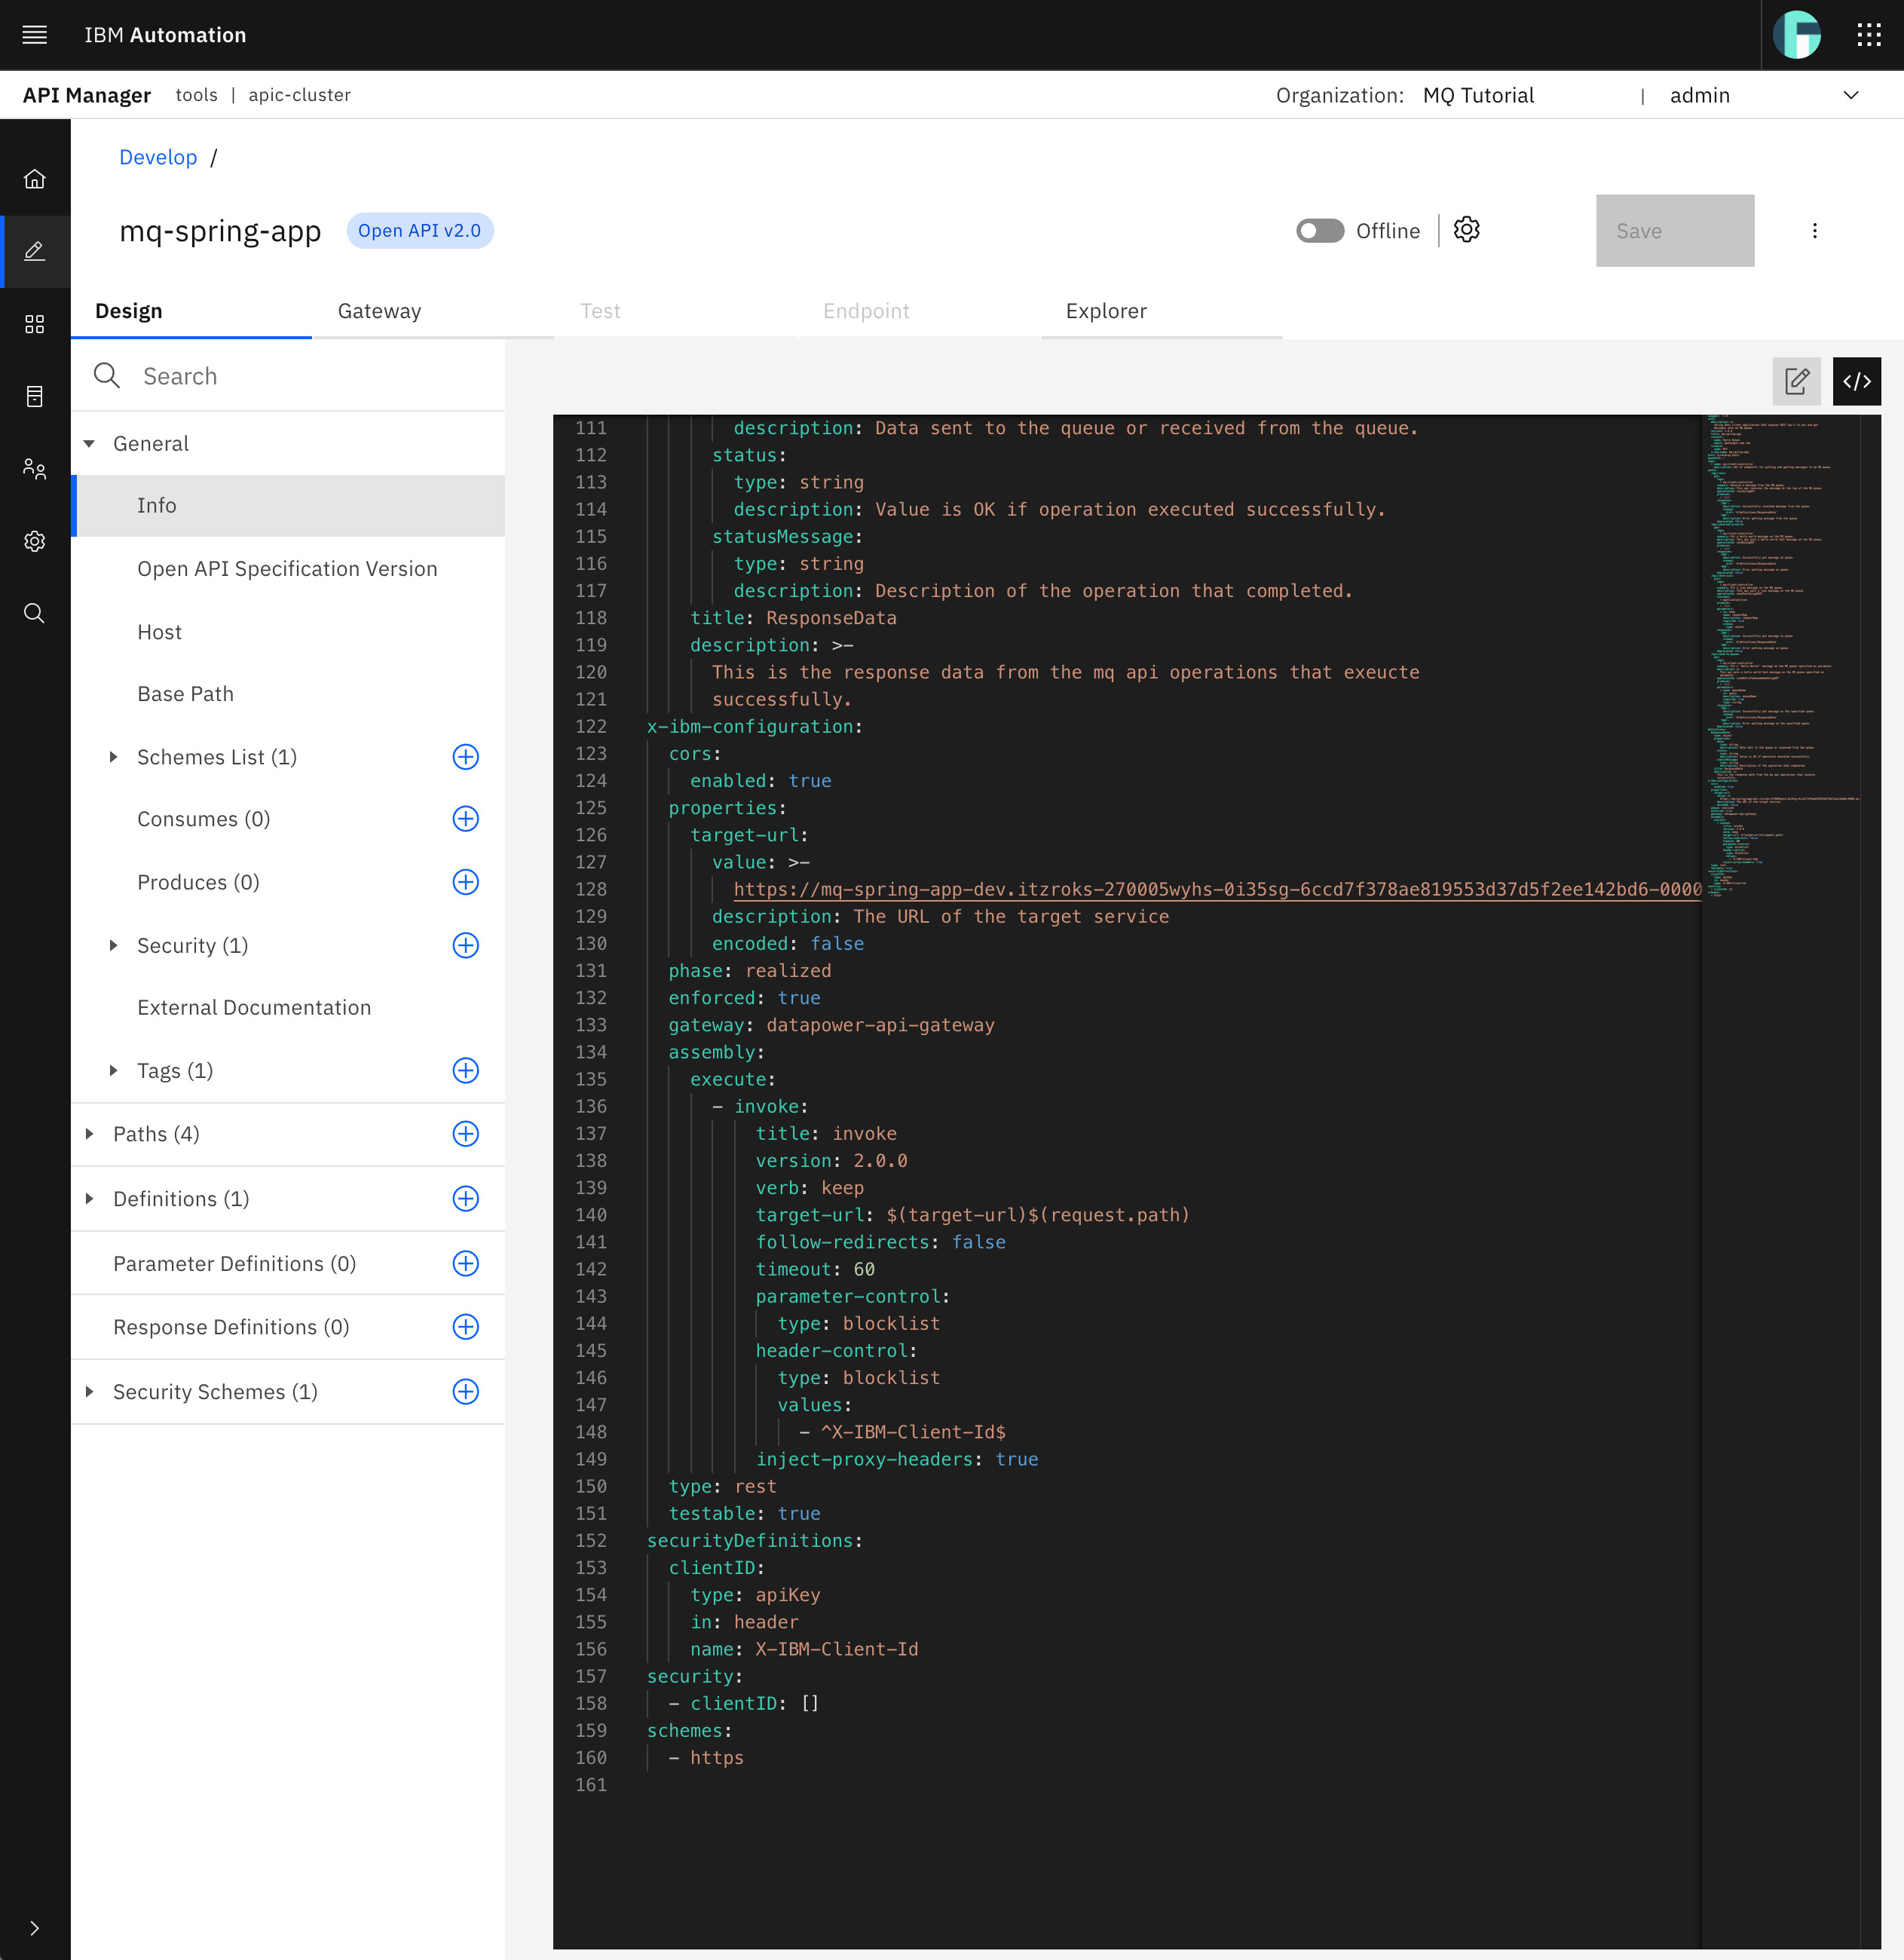 IBM Automation
API Manager tools | apic-cluster Organization: MQ Tutorial | admin
Develop /
mq-spring-app Open API v2.0 Offline Save
Design Gateway Test Endpoint Explorer
Search
General
Info
Open API Specification Version
Host
Base Path
Schemes List (1)
Consumes (0)
Produces (0)
Security (1)
External Documentation
Tags (1)
Paths (4)
Definitions (1)
Parameter Definitions (0)
Response Definitions (0)
Security Schemes (1)
</>
111 description: Data sent to the queue or received from the queue.
112 status:
113 type: string
114 description: Value is OK if operation executed successfully.
115 statusMessage:
116 type: string
117 description: Description of the operation that completed.
118 title: ResponseData
119 description: >-
120 This is the response data from the mq api operations that exeucte
121 successfully.
122 x-ibm-configuration:
123 cors:
124 enabled: true
125 properties:
126 target-url:
127 value: >-
128 https://mq-spring-app-dev.itzroks-270005wyhs-0i35sg-6ccd7f378ae819553d37d5f2ee142bd6-0000
129 description: The URL of the target service
130 encoded: false
131 phase: realized
132 enforced: true
133 gateway: datapower-api-gateway
134 assembly:
135 execute:
136 - invoke:
137 title: invoke
138 version: 2.0.0
139 verb: keep
140 target-url: $(target-url)$(request.path)
141 follow-redirects: false
142 timeout: 60
143 parameter-control:
144 type: blocklist
145 header-control:
146 type: blocklist
147 values:
148 - ^X-IBM-Client-Id$
149 inject-proxy-headers: true
150 type: rest
151 testable: true
152 securityDefinitions:
153 clientID:
154 type: apiKey
155 in: header
156 name: X-IBM-Client-Id
157 security:
158 - clientID: []
159 schemes:
160 - https
161